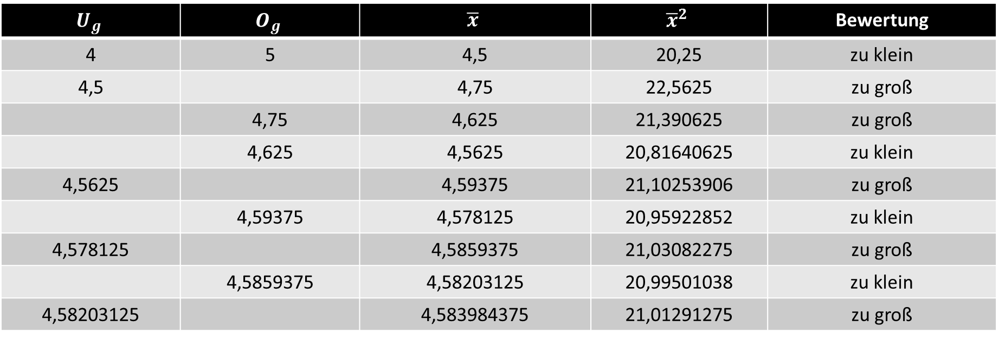 U_g O_g x̅ x̅² Bewertung
4 5 4,5 20,25 zu klein
4,5 4,75 22,5625 zu groß
4,75 4,625 21,390625 zu groß
4,625 4,5625 20,81640625 zu klein
4,5625 4,59375 21,10253906 zu groß
4,59375 4,578125 20,95922852 zu klein
4,578125 4,5859375 21,03082275 zu groß
4,5859375 4,58203125 20,99501038 zu klein
4,58203125 4,583984375 21,01291275 zu groß